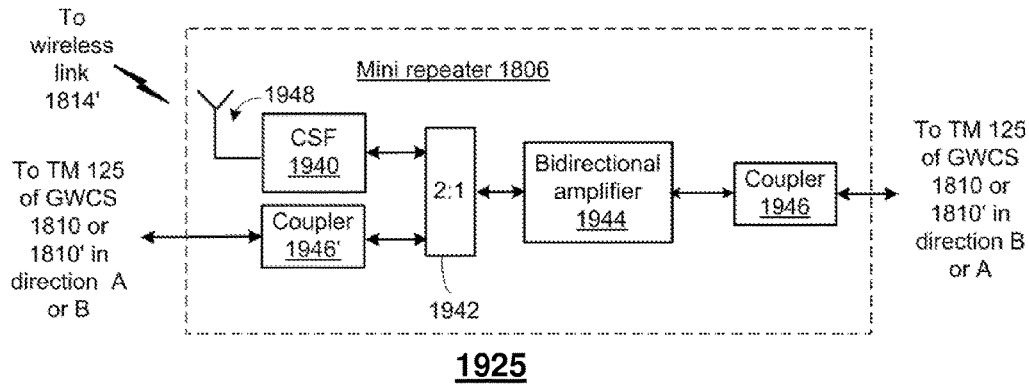 To
wireless
link
1814'
Mini repeater 1806
1948
CSF
1940
To TM 125
of GWCS
1810 or
1810' in
direction A
or B
Coupler
1946'
2:1
1942
Bidirectional
amplifier
1944
Coupler
1946
To TM 125
of GWCS
1810 or
1810' in
direction B
or A
1925